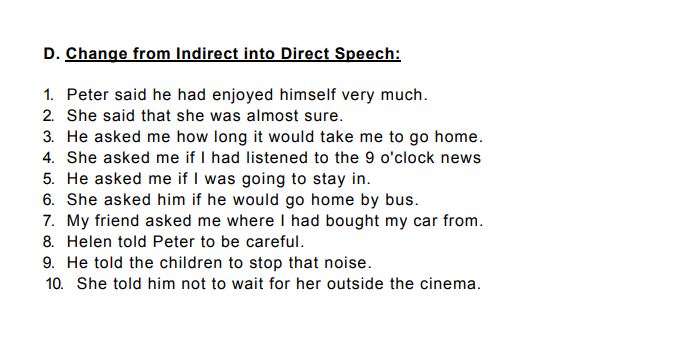 D. Change from Indirect into Direct Speech:
1. Peter said he had enjoyed himself very much.
2. She said that she was almost sure.
3. He asked me how long it would take me to go home.
4. She asked me if I had listened to the 9 o'clock news
5. He asked me if I was going to stay in.
6. She asked him if he would go home by bus.
7. My friend asked me where I had bought my car from.
8. Helen told Peter to be careful.
9. He told the children to stop that noise.
10. She told him not to wait for her outside the cinema.